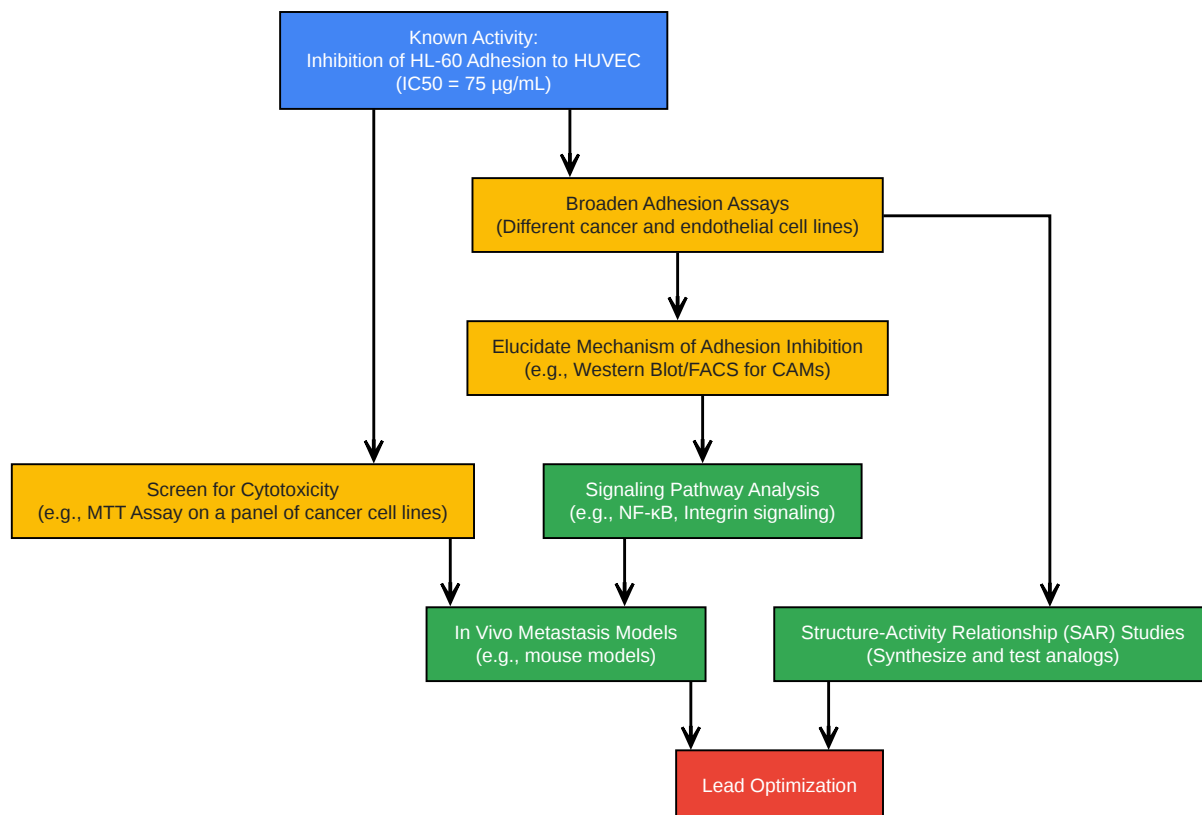 Known Activity:
Inhibition of HL-60 Adhesion to HUVEC
(IC50 = 75 µg/mL)
Broaden Adhesion Assays
(Different cancer and endothelial cell lines)
Elucidate Mechanism of Adhesion Inhibition
(e.g., Western Blot/FACS for CAMs)
Screen for Cytotoxicity
(e.g., MTT Assay on a panel of cancer cell lines)
Signaling Pathway Analysis
(e.g., NF-κB, Integrin signaling)
In Vivo Metastasis Models
(e.g., mouse models)
Structure-Activity Relationship (SAR) Studies
(Synthesize and test analogs)
Lead Optimization